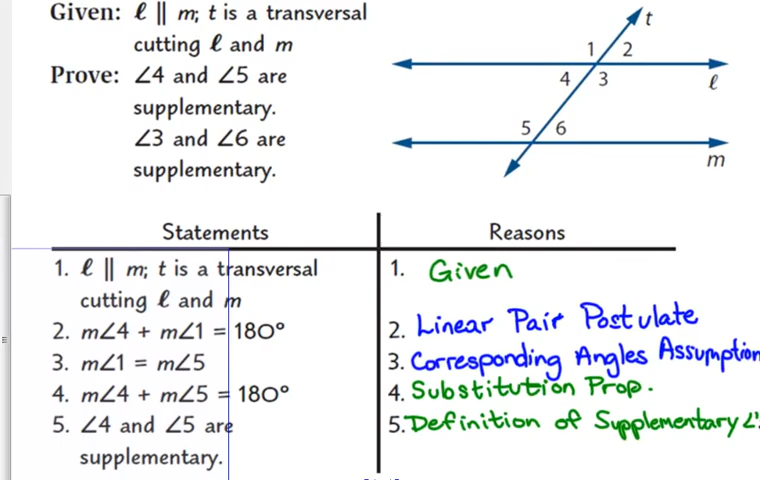 Given: ℓ ∥ m; t is a transversal
cutting ℓ and m
Prove: ∠4 and ∠5 are
supplementary.
∠3 and ∠6 are
supplementary.
t
1 2
4 3
ℓ
5 6
m
Statements Reasons
1. ℓ ∥ m; t is a transversal 1. Given
cutting ℓ and m
2. m∠4 + m∠1 = 180° 2. Linear Pair Postulate
3. m∠1 = m∠5 3. Corresponding Angles Assumption
4. m∠4 + m∠5 = 180° 4. Substitution Prop.
5. ∠4 and ∠5 are 5. Definition of Supplementary ∠'s
supplementary.